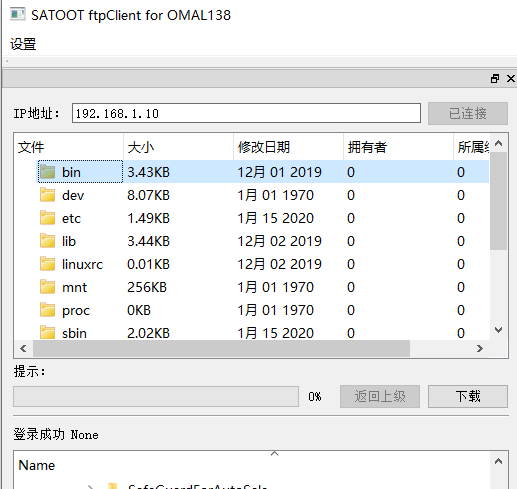 SATOOT ftpClient for OMAL138
设置
IP地址: 192.168.1.10 已连接
文件 大小 修改日期 拥有者
bin 3.43KB 12月 01 2019 0 0
dev 8.07KB 1月 01 1970 0 0
etc 1.49KB 1月 15 2020 0 0
lib 3.44KB 12月 02 2019 0 0
linuxrc 0.01KB 12月 02 2019 0 0
mnt 256KB 1月 01 1970 0 0
proc 0KB 1月 01 1970 0 0
sbin 2.02KB 1月 15 2020 0 0
提示:
0% 返回上级 下载
登录成功 None
Name